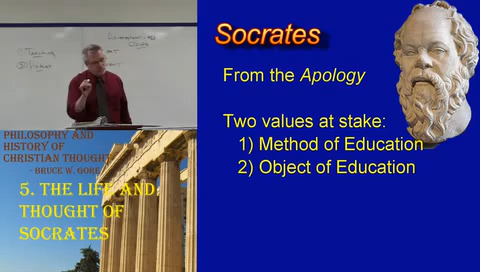 Socrates
From the Apology
Two values at stake:
1) Method of Education
2) Object of Education
PHILOSOPHY AND
HISTORY OF
CHRISTIAN THOUGHT
- BRUCE W. GORE
5. THE LIFE AND
THOUGHT OF
SOCRATES